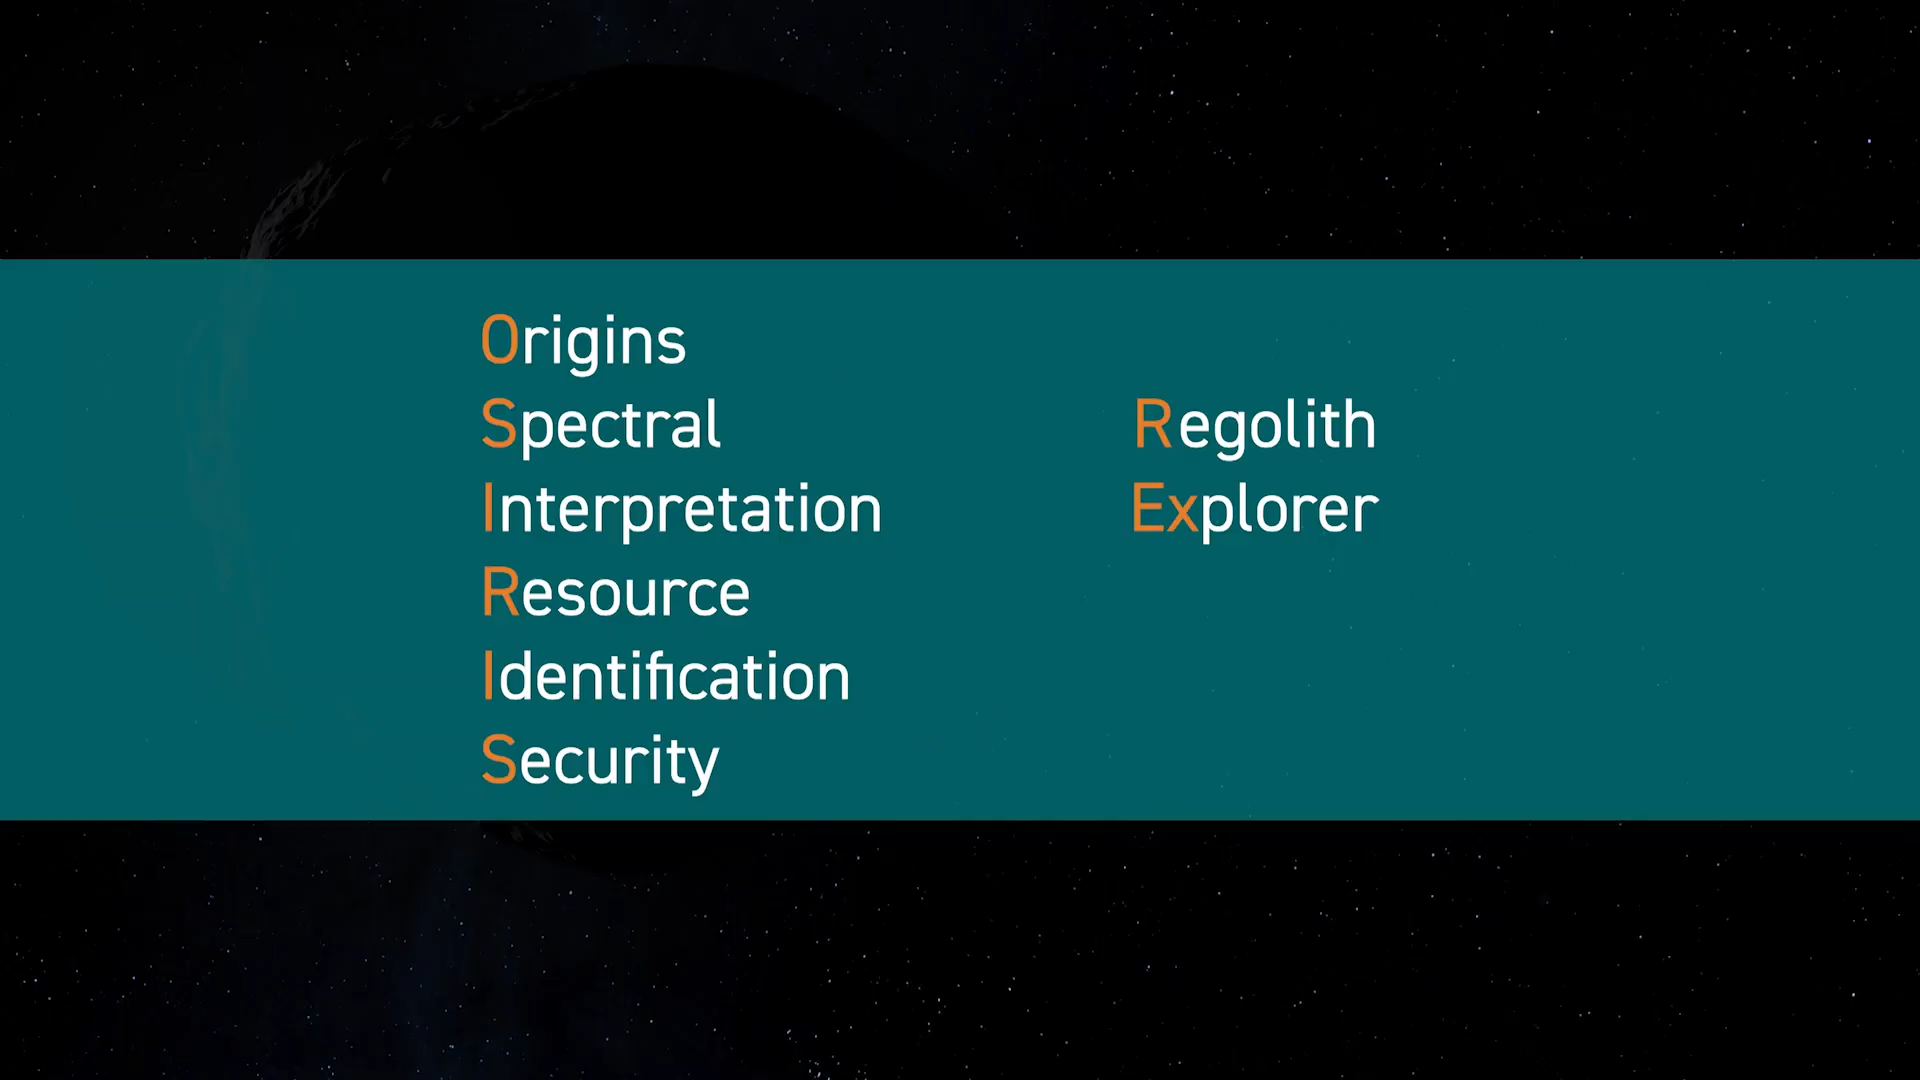 Origins
Spectral
Interpretation
Resource
Identification
Security
Regolith
Explorer